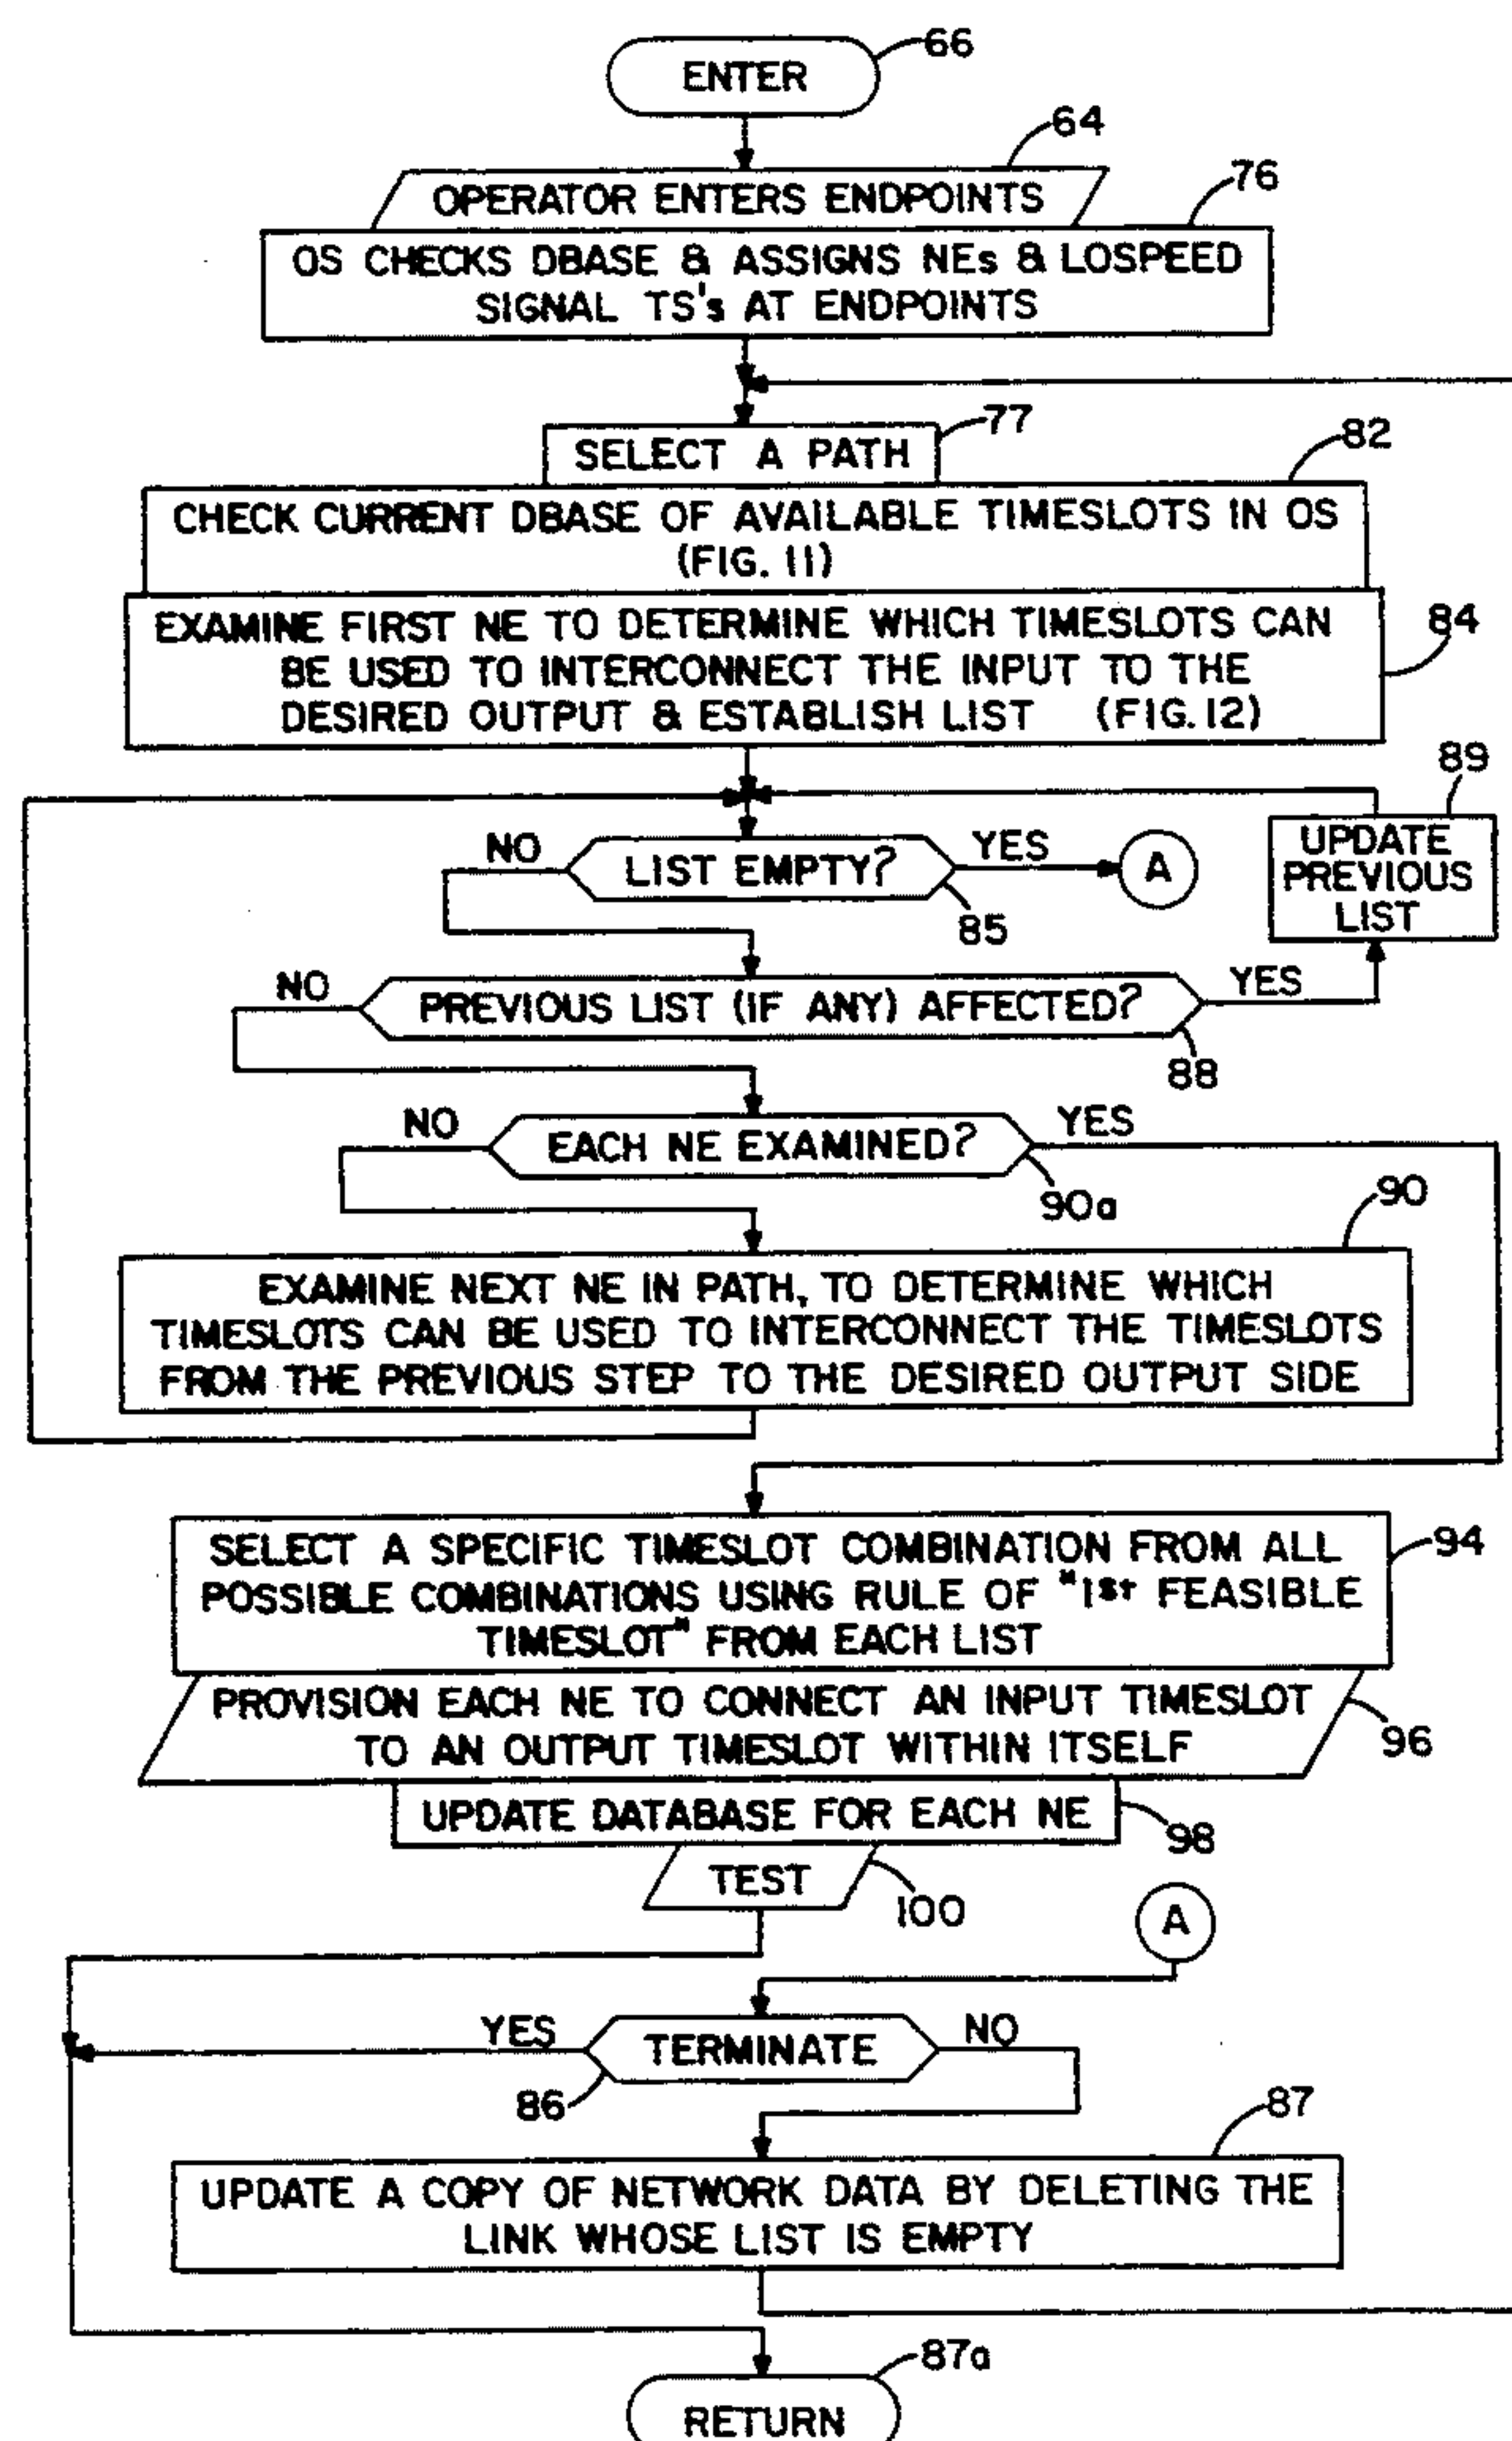 66
ENTER
64
OPERATOR ENTERS ENDPOINTS
76
OS CHECKS DBASE & ASSIGNS NEs & LOSPEED
SIGNAL TS's AT ENDPOINTS
77
SELECT A PATH
82
CHECK CURRENT DBASE OF AVAILABLE TIMESLOTS IN OS
(FIG. 11)
EXAMINE FIRST NE TO DETERMINE WHICH TIMESLOTS CAN
84
BE USED TO INTERCONNECT THE INPUT TO THE
DESIRED OUTPUT & ESTABLISH LIST (FIG. 12)
89
UPDATE
PREVIOUS
LIST
NO
LIST EMPTY?
YES
A
85
NO
PREVIOUS LIST (IF ANY) AFFECTED?
YES
88
NO
EACH NE EXAMINED?
YES
90a
90
EXAMINE NEXT NE IN PATH, TO DETERMINE WHICH
TIMESLOTS CAN BE USED TO INTERCONNECT THE TIMESLOTS
FROM THE PREVIOUS STEP TO THE DESIRED OUTPUT SIDE
SELECT A SPECIFIC TIMESLOT COMBINATION FROM ALL
94
POSSIBLE COMBINATIONS USING RULE OF "1st FEASIBLE
TIMESLOT" FROM EACH LIST
PROVISION EACH NE TO CONNECT AN INPUT TIMESLOT
TO AN OUTPUT TIMESLOT WITHIN ITSELF
96
UPDATE DATABASE FOR EACH NE
98
TEST
100
A
YES
TERMINATE
NO
86
87
UPDATE A COPY OF NETWORK DATA BY DELETING THE
LINK WHOSE LIST IS EMPTY
87a
RETURN